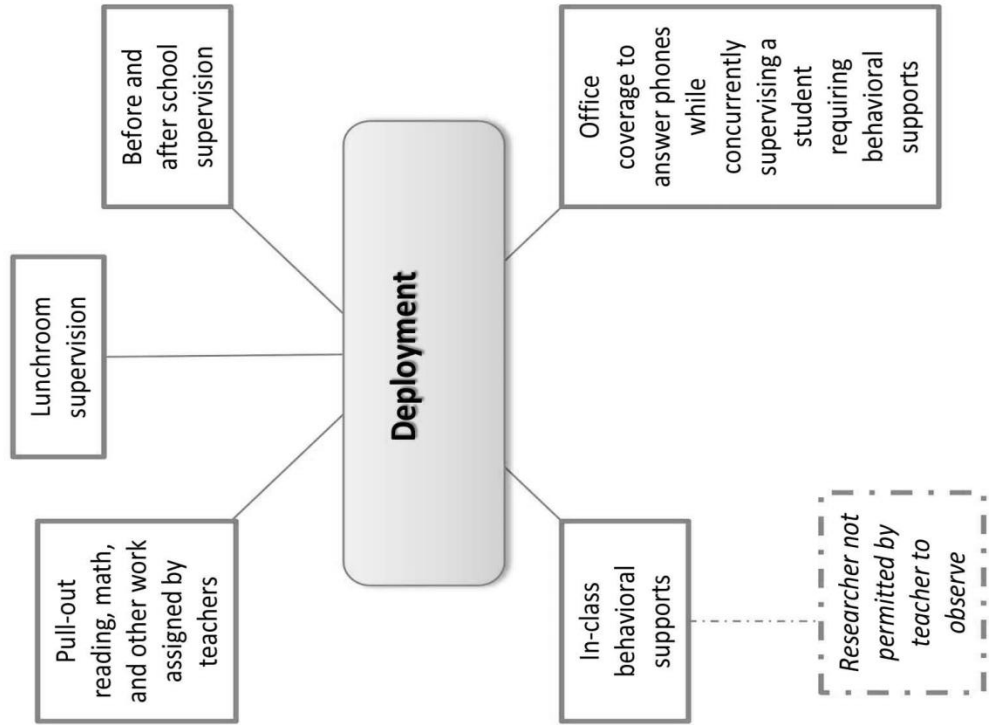 Pull-out
reading, math,
and other work
assigned by
teachers
Lunchroom
supervision
Before and
after school
supervision
Deployment
In-class
behavioral
supports
Office
coverage to
answer phones
while
concurrently
supervising a
student
requiring
behavioral
supports
Researcher not
permitted by
teacher to
observe